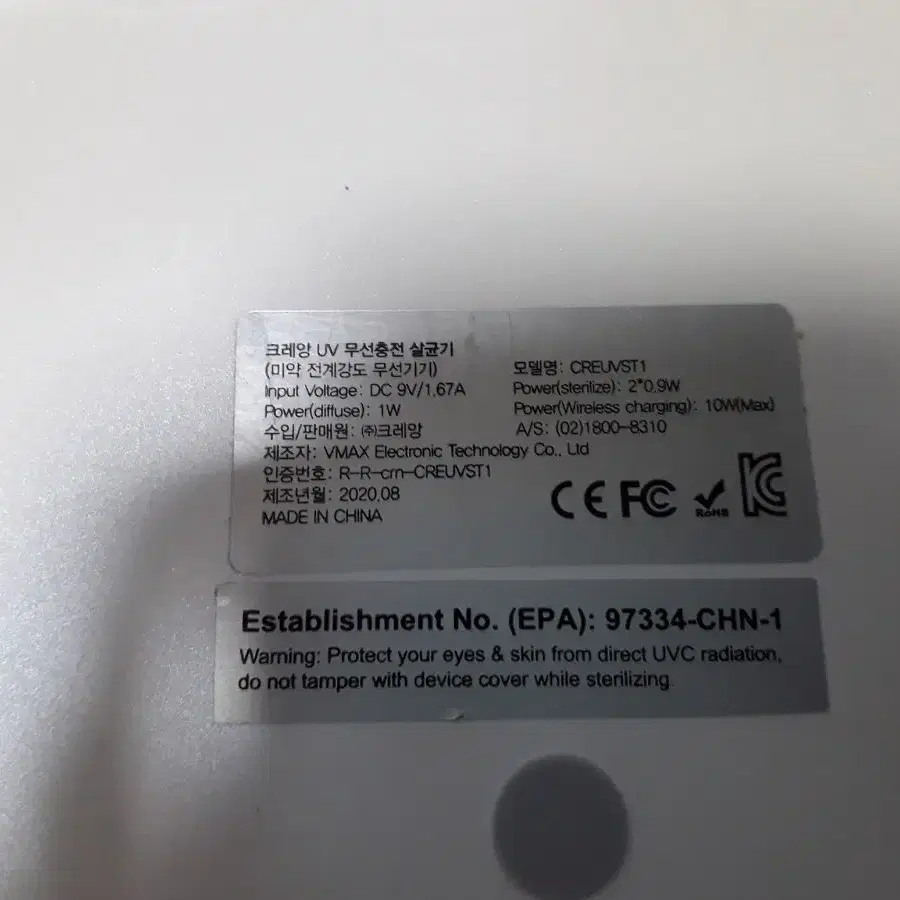 크레앙 UV 무선충전 살균기
(미약 전계강도 무선기기)
모델명: CREUVST1
Input Voltage: DC 9V/1.67A
Power(sterilize): 2*0.9W
Power(diffuse): 1W
Power(Wireless charging): 10W(Max)
수입/판매원: ㈜크레앙
A/S: (02)1800-8310
제조자: VMAX Electronic Technology Co., Ltd
인증번호: R-R-crn-CREUVST1
제조년월: 2020.08
MADE IN CHINA
CE FC RoHS KC
Establishment No. (EPA): 97334-CHN-1
Warning: Protect your eyes & skin from direct UVC radiation,
do not tamper with device cover while sterilizing.